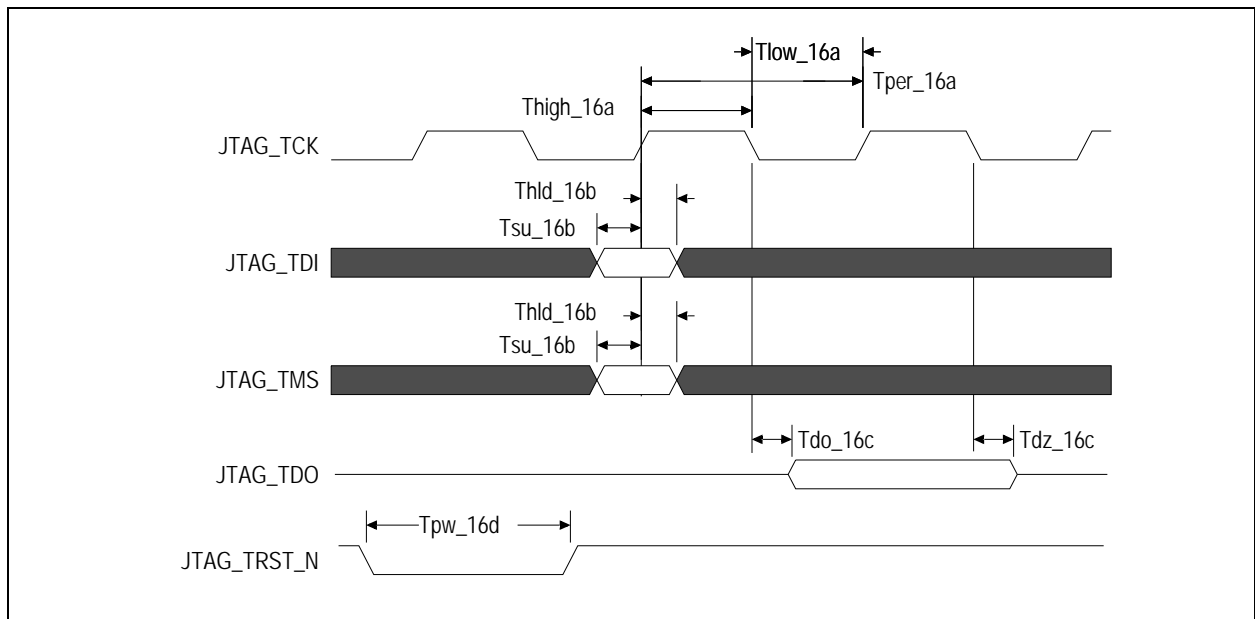 Tlow_16a
Tper_16a
Thigh_16a
JTAG_TCK
Thld_16b
Tsu_16b
JTAG_TDI
Thld_16b
Tsu_16b
JTAG_TMS
Tdo_16c
Tdz_16c
JTAG_TDO
Tpw_16d
JTAG_TRST_N